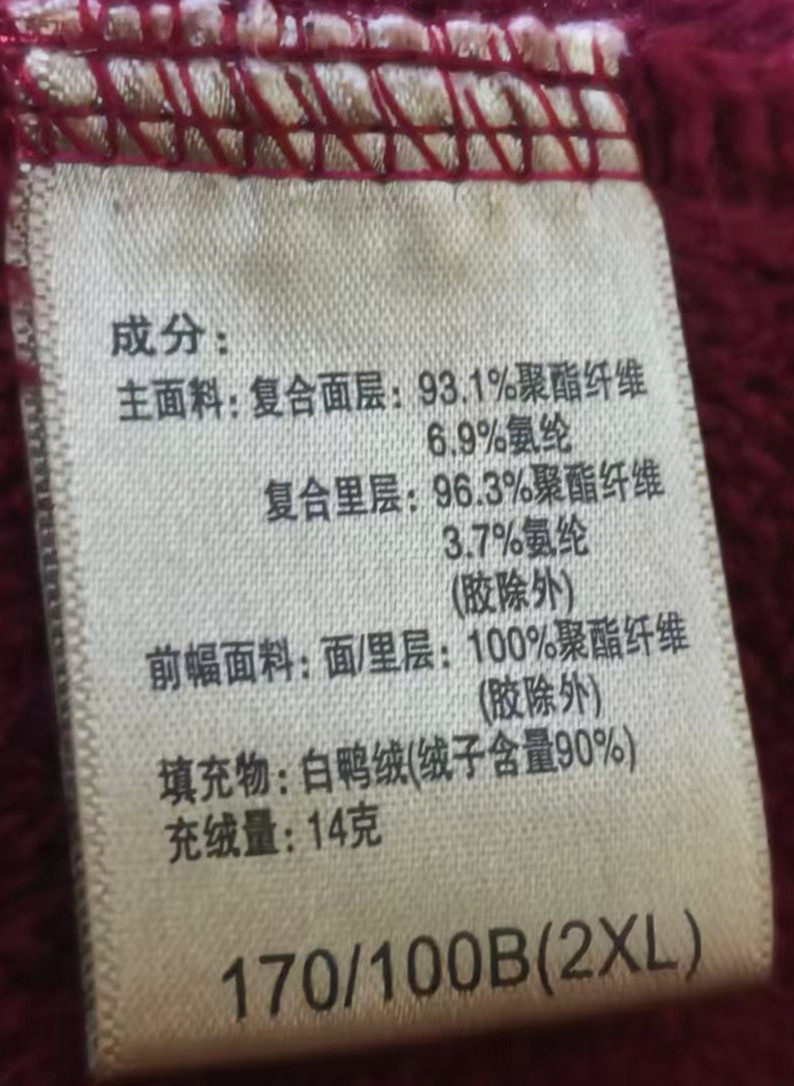 成分：
主面料：复合面层：93.1%聚酯纤维
6.9%氨纶
复合里层：96.3%聚酯纤维
3.7%氨纶
(胶除外)
前幅面料：面/里层：100%聚酯纤维
(胶除外)
填充物：白鸭绒(绒子含量90%)
充绒量：14克
170/100B(2XL)